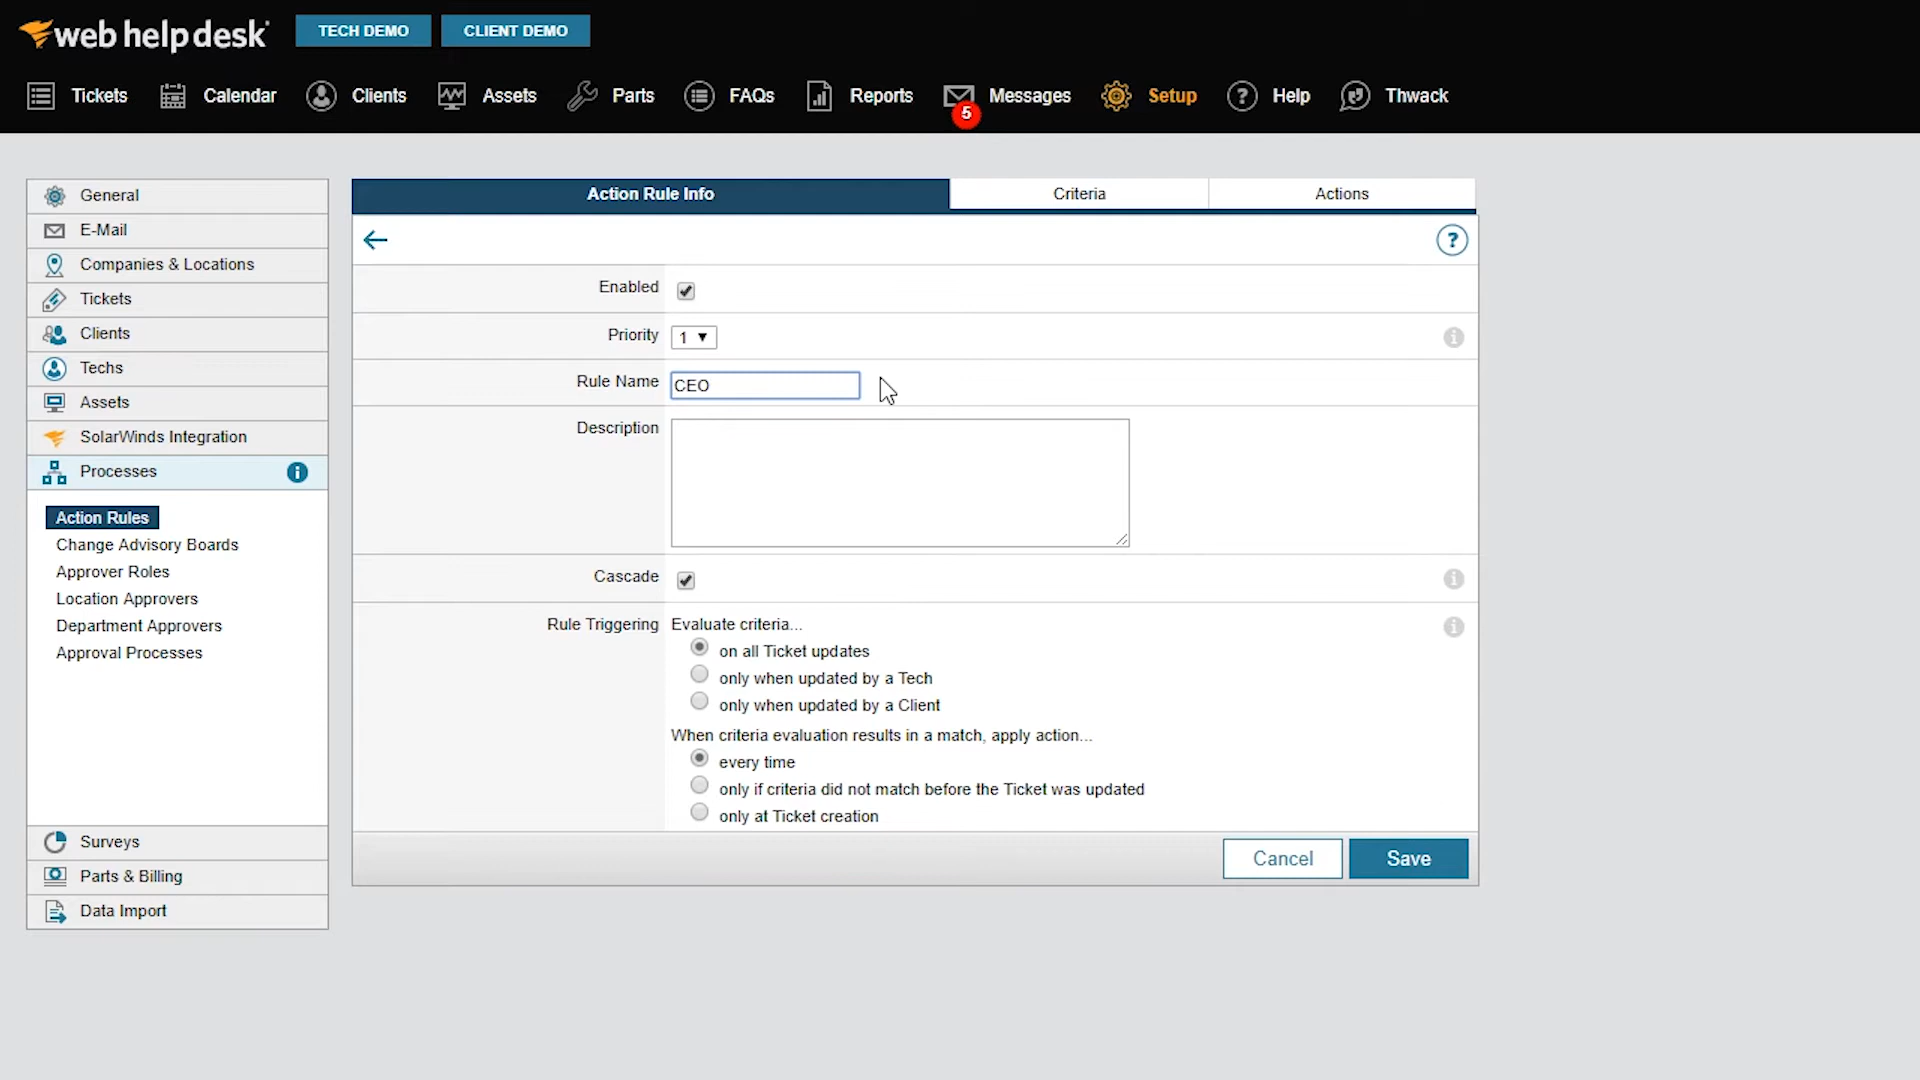 web help desk
TECH DEMO
CLIENT DEMO
Tickets
Calendar
Clients
Assets
Parts
FAQs
Reports
5
Messages
Setup
? Help
Thwack
General
E-Mail
Companies & Locations
Tickets
Clients
Techs
Assets
SolarWinds Integration
Processes
i
Action Rules
Change Advisory Boards
Approver Roles
Location Approvers
Department Approvers
Approval Processes
Surveys
Parts & Billing
Data Import
Action Rule Info
Criteria
Actions
?
Enabled
Priority 1
i
Rule Name CEO
Description
Cascade
i
Rule Triggering Evaluate criteria...
i
on all Ticket updates
only when updated by a Tech
only when updated by a Client
When criteria evaluation results in a match, apply action...
every time
only if criteria did not match before the Ticket was updated
only at Ticket creation
Cancel
Save